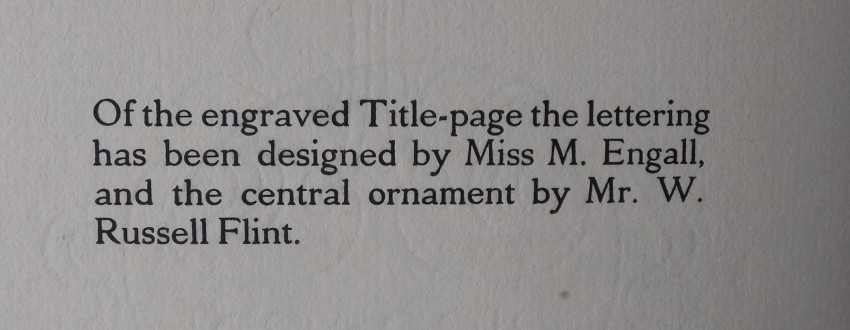 Of the engraved Title-page the lettering
has been designed by Miss M. Engall,
and the central ornament by Mr. W.
Russell Flint.